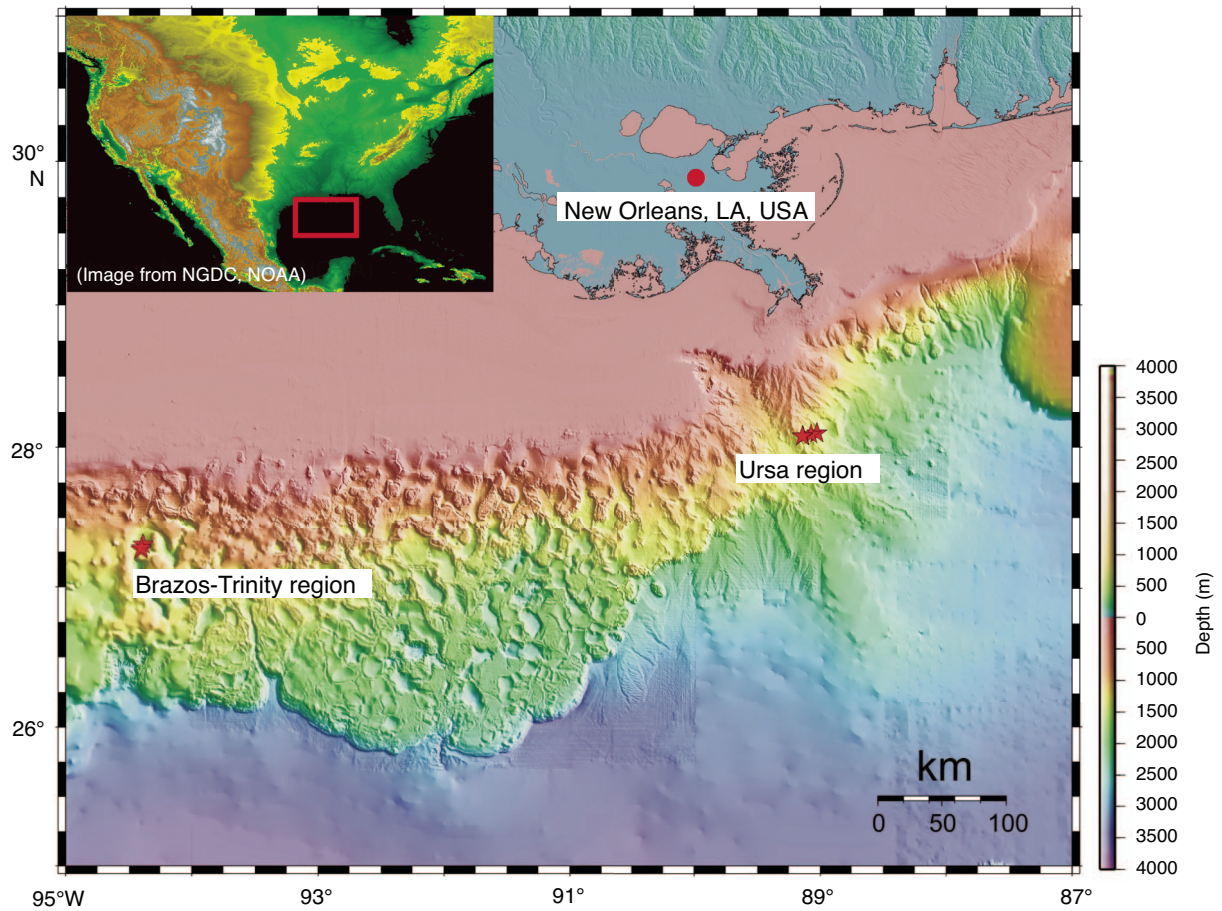 (Image from NGDC, NOAA)
30°
N
28°
26°
New Orleans, LA, USA
Ursa region
Brazos-Trinity region
km
0 50 100
95°W 93° 91° 89° 87°
4000
3500
3000
2500
2000
1500
1000
500
0
500
1000
1500
2000
2500
3000
3500
4000
Depth (m)